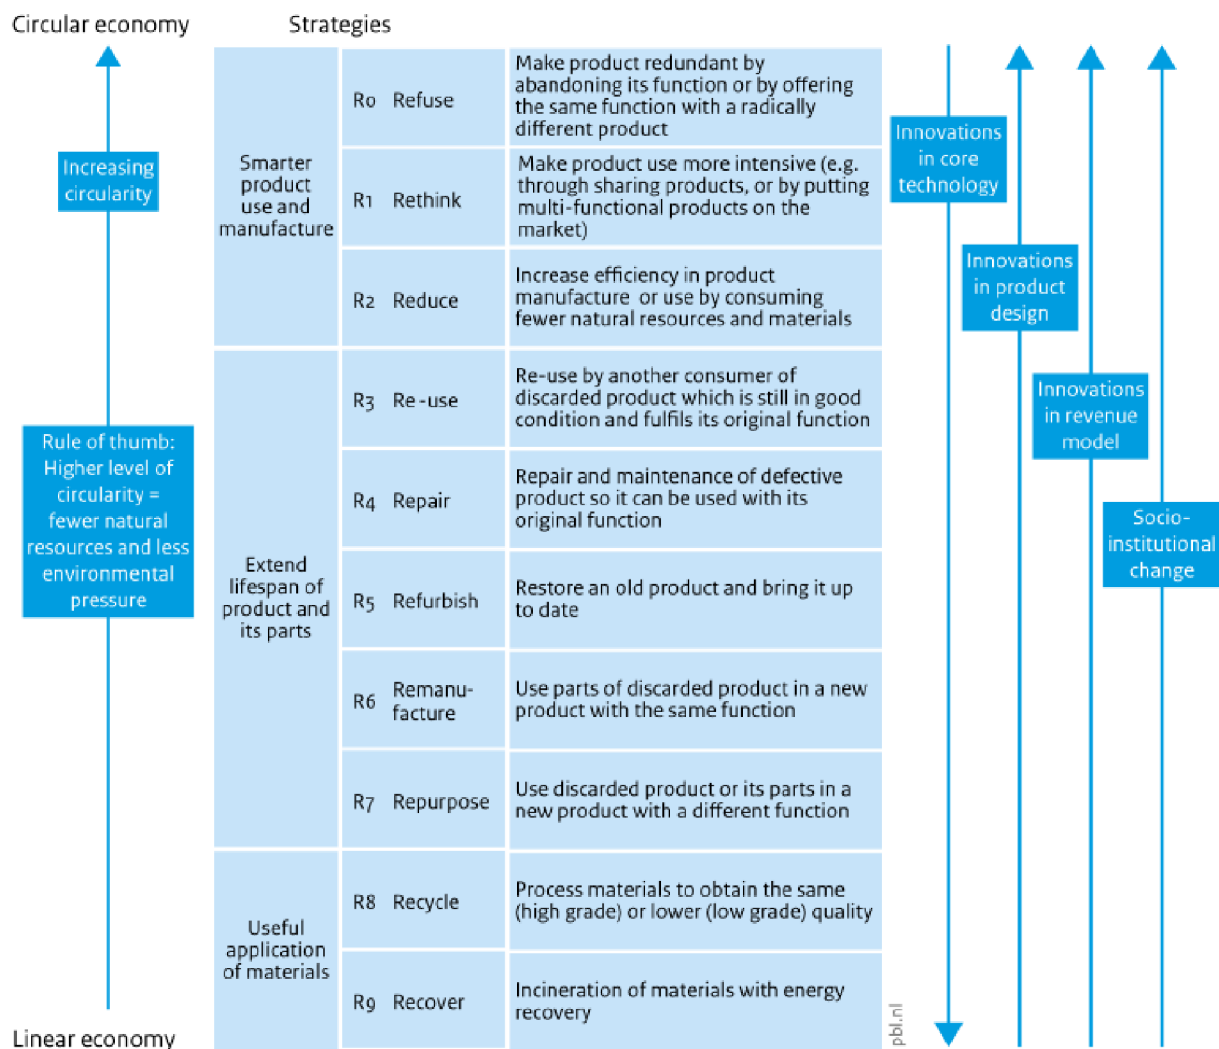 Circular economy
Strategies
Increasing
circularity
Rule of thumb:
Higher level of
circularity =
fewer natural
resources and less
environmental
pressure
Linear economy
Smarter
product
use and
manufacture
R0 Refuse
Make product redundant by
abandoning its function or by offering
the same function with a radically
different product
R1 Rethink
Make product use more intensive (e.g.
through sharing products, or by putting
multi-functional products on the
market)
R2 Reduce
Increase efficiency in product
manufacture or use by consuming
fewer natural resources and materials
Extend
lifespan of
product and
its parts
R3 Re-use
Re-use by another consumer of
discarded product which is still in good
condition and fulfils its original function
R4 Repair
Repair and maintenance of defective
product so it can be used with its
original function
R5 Refurbish
Restore an old product and bring it up
to date
R6 Remanu-
facture
Use parts of discarded product in a new
product with the same function
R7 Repurpose
Use discarded product or its parts in a
new product with a different function
Useful
application
of materials
R8 Recycle
Process materials to obtain the same
(high grade) or lower (low grade) quality
R9 Recover
Incineration of materials with energy
recovery
Innovations
in core
technology
Innovations
in product
design
Innovations
in revenue
model
Socio-
institutional
change
pbl.nl